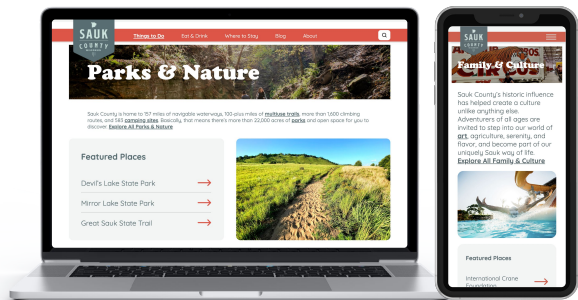 SAUK
COUNTY
Things to Do
Eat & Drink
Where to Stay
Blog
About
Parks & Nature
Sauk County is home to 157 miles of navigable waterways, 100-plus miles of multiuse trails, more than 1,600 climbing
routes, and 583 camping sites. Basically, that means there's more than 22,000 acres of parks and open space for you to
discover. Explore All Parks & Nature
Featured Places
Devil's Lake State Park
Mirror Lake State Park
Great Sauk State Trail
SAUK
COUNTY
Family & Culture
Sauk County's historic influence
has helped create a culture
unlike anything else.
Adventurers of all ages are
invited to step into our world of
art, agriculture, serenity, and
flavor, and become part of our
uniquely Sauk way of life.
Explore All Family & Culture
Featured Places
International Crane
Foundation